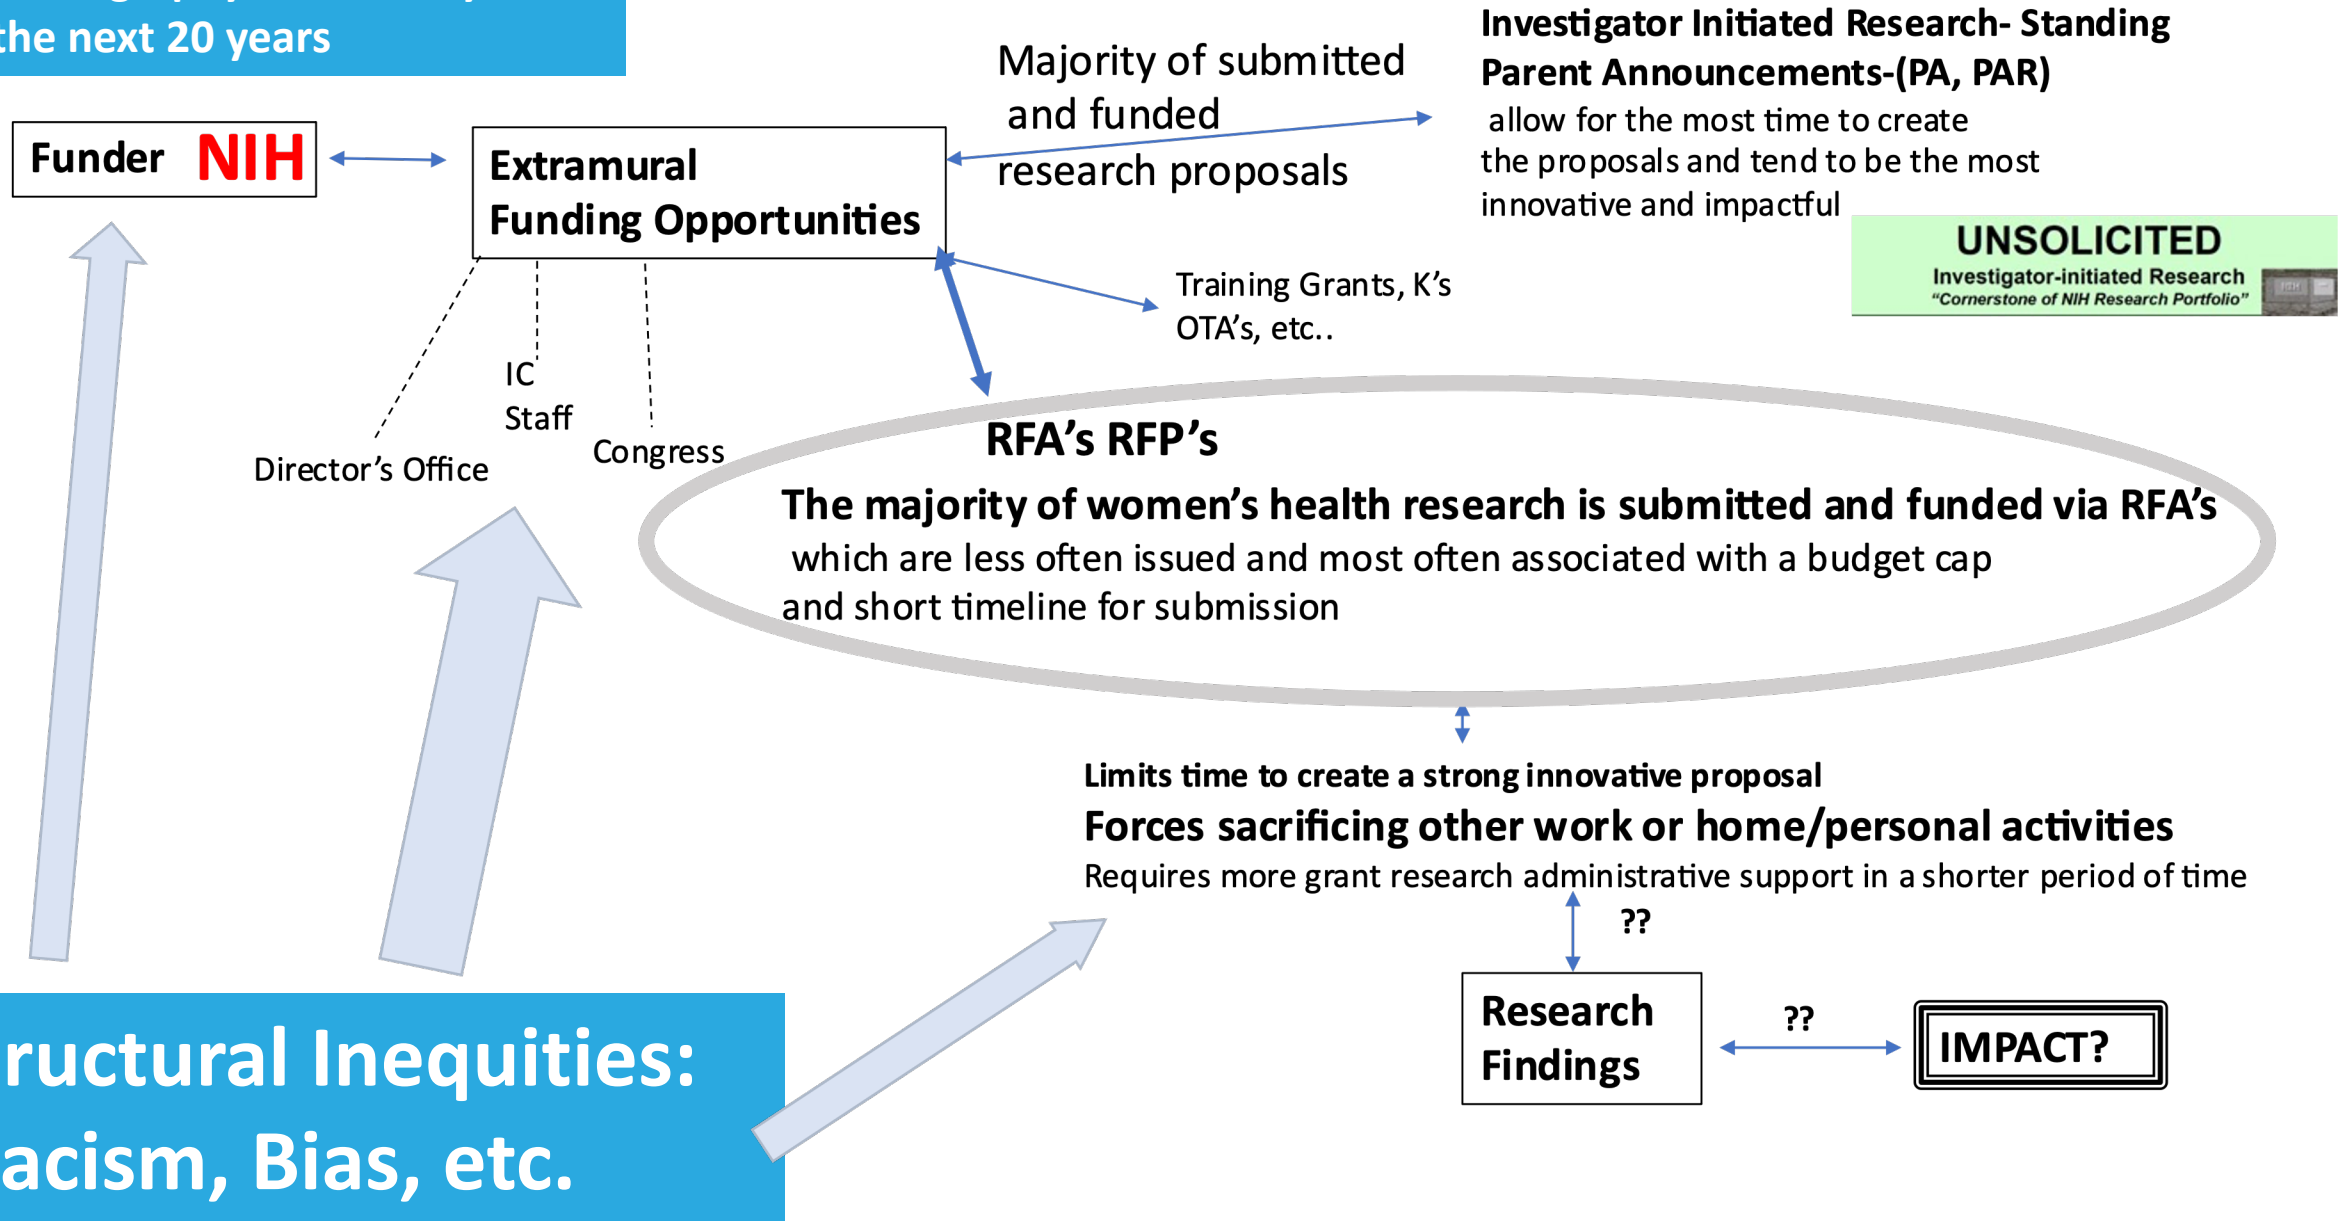 the next 20 years
Funder NIH
Extramural
Funding Opportunities
Majority of submitted
and funded
research proposals
Investigator Initiated Research- Standing
Parent Announcements-(PA, PAR)
allow for the most time to create
the proposals and tend to be the most
innovative and impactful
UNSOLICITED
Investigator-initiated Research
"Cornerstone of NIH Research Portfolio"
Training Grants, K's
OTA's, etc..
IC
Staff
Congress
Director's Office
RFA's RFP's
The majority of women's health research is submitted and funded via RFA's
which are less often issued and most often associated with a budget cap
and short timeline for submission
Limits time to create a strong innovative proposal
Forces sacrificing other work or home/personal activities
Requires more grant research administrative support in a shorter period of time
??
Research
Findings
??
IMPACT?
ructural Inequities:
acism, Bias, etc.